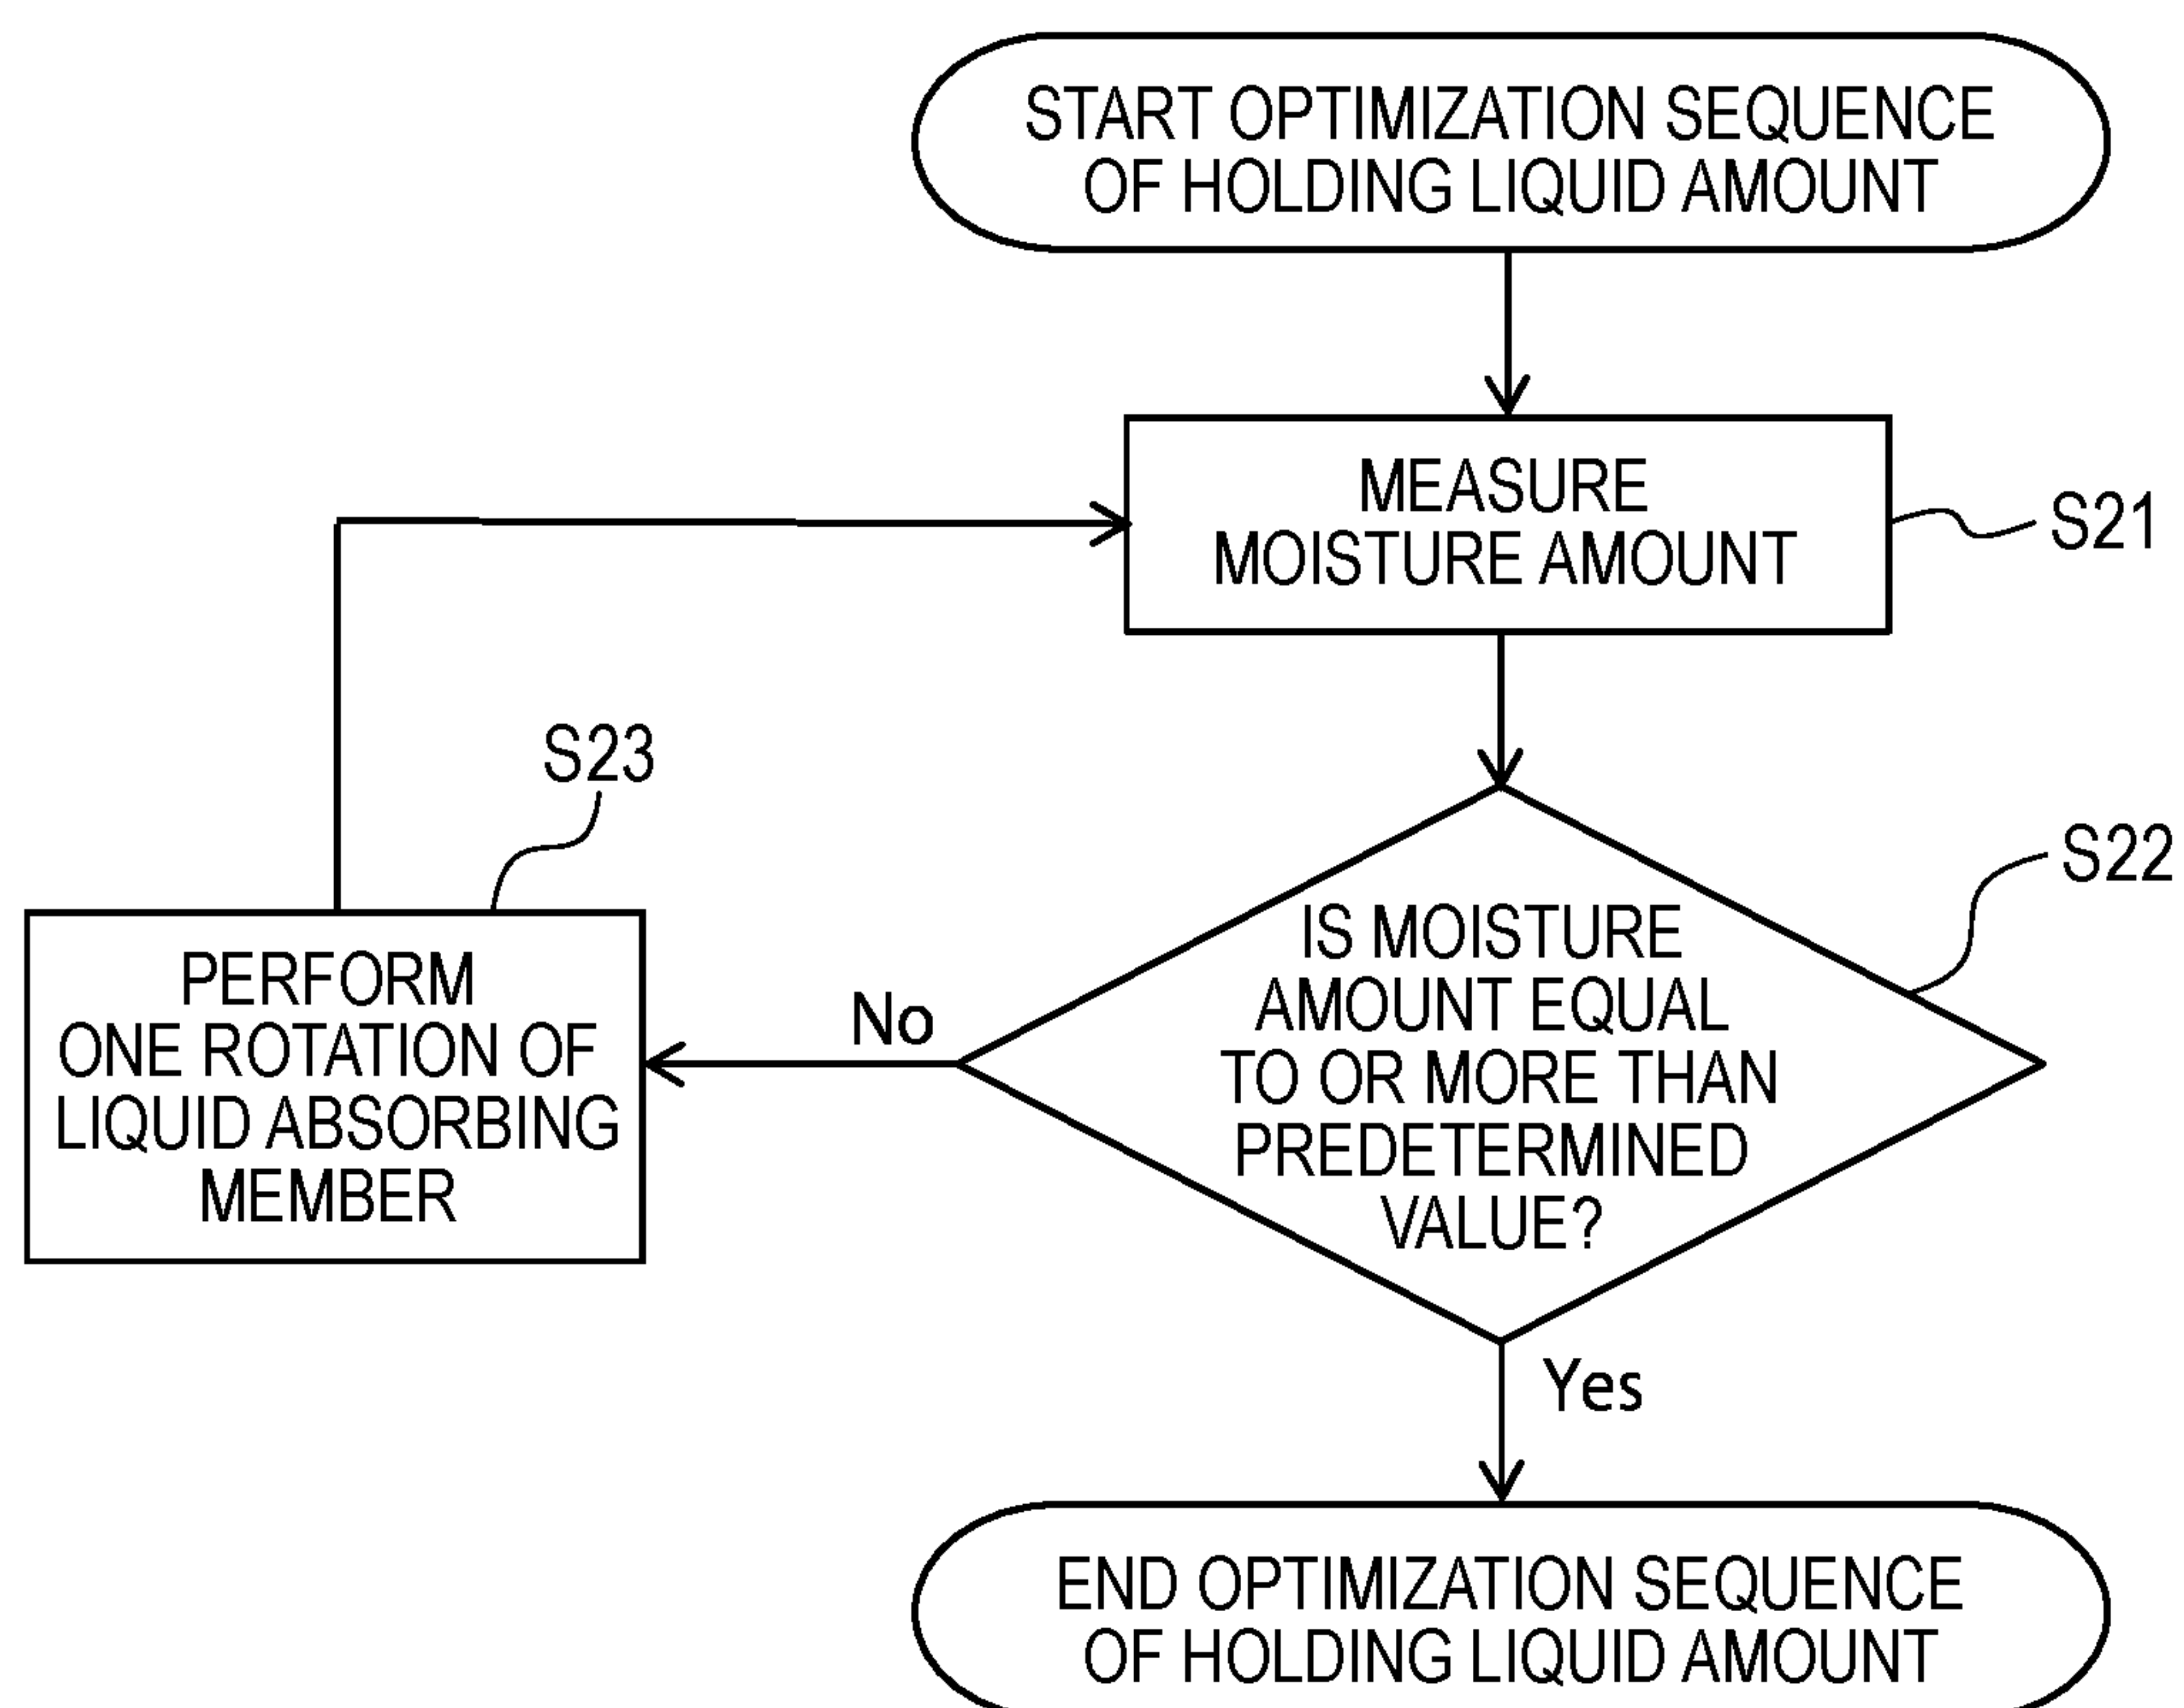 START OPTIMIZATION SEQUENCE
OF HOLDING LIQUID AMOUNT
MEASURE
MOISTURE AMOUNT
S21
S23
S22
IS MOISTURE
AMOUNT EQUAL
TO OR MORE THAN
PREDETERMINED
VALUE?
No
PERFORM
ONE ROTATION OF
LIQUID ABSORBING
MEMBER
Yes
END OPTIMIZATION SEQUENCE
OF HOLDING LIQUID AMOUNT